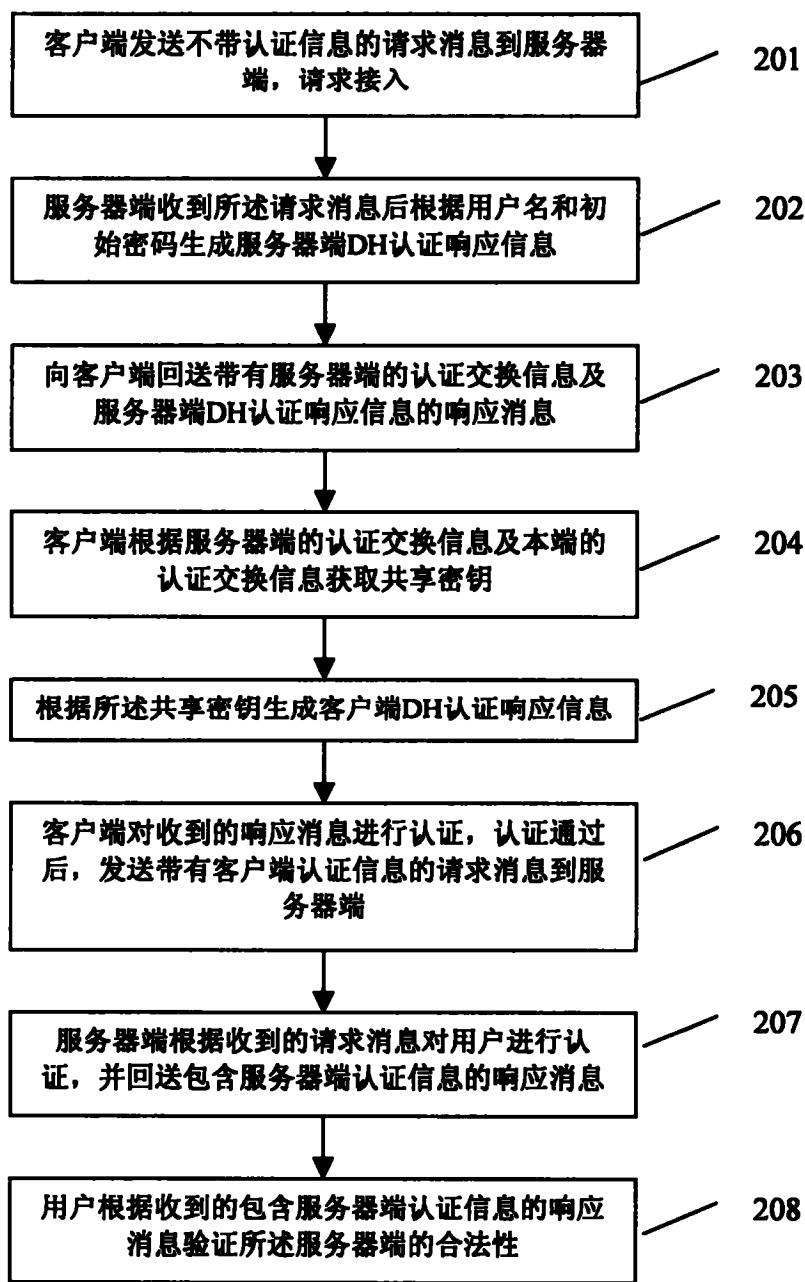 客户端发送不带认证信息的请求消息到服务器
端，请求接入
201
服务器端收到所述请求消息后根据用户名和初
始密码生成服务器端DH认证响应信息
202
向客户端回送带有服务器端的认证交换信息及
服务器端DH认证响应信息的响应消息
203
客户端根据服务器端的认证交换信息及本端的
认证交换信息获取共享密钥
204
根据所述共享密钥生成客户端DH认证响应信息
205
客户端对收到的响应消息进行认证，认证通过
后，发送带有客户端认证信息的请求消息到服
务器端
206
服务器端根据收到的请求消息对用户进行认
证，并回送包含服务器端认证信息的响应消息
207
用户根据收到的包含服务器端认证信息的响应
消息验证所述服务器端的合法性
208